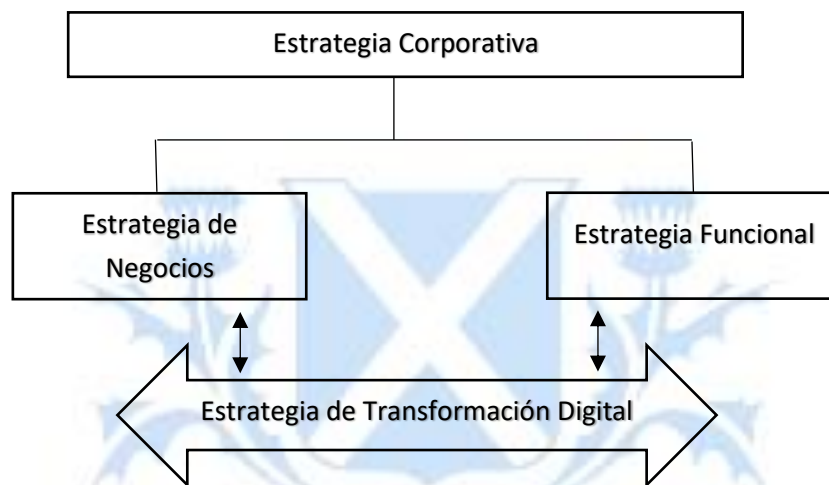 Estrategia Corporativa
Estrategia de
Negocios
Estrategia Funcional
Estrategia de Transformación Digital